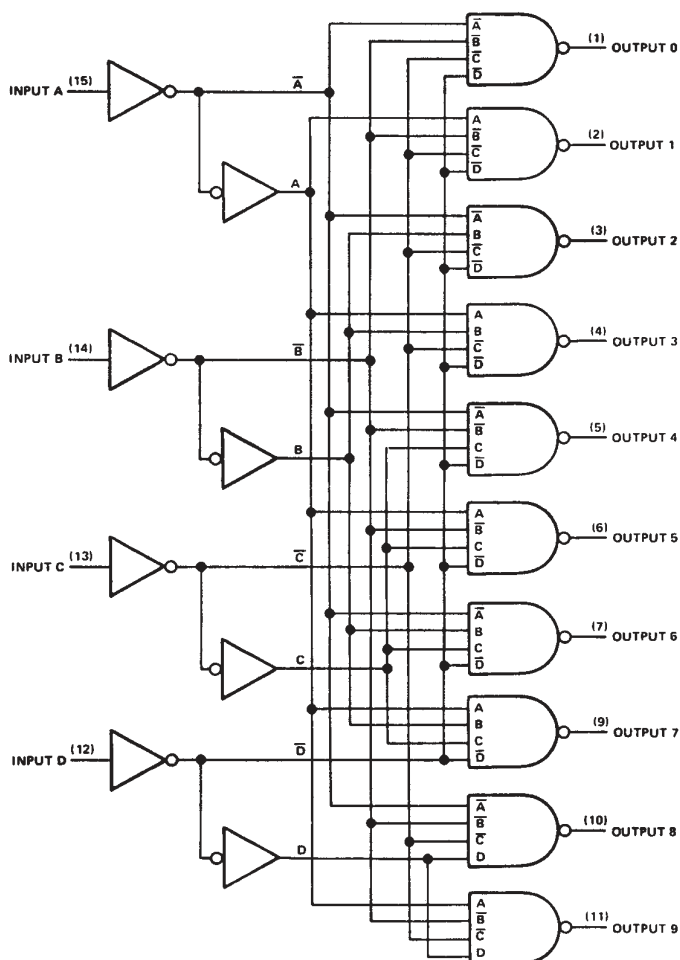 A̅
B̅
C̅
D̅
(1)
OUTPUT 0
INPUT A (15)
A̅
A
B̅
C̅
D̅
(2)
OUTPUT 1
A
A̅
B
C̅
D̅
(3)
OUTPUT 2
A
B
C̅
D̅
(4)
OUTPUT 3
INPUT B (14)
B̅
A̅
B̅
C
D̅
(5)
OUTPUT 4
B
A
B̅
C
D̅
(6)
OUTPUT 5
INPUT C (13)
C̅
A̅
B
C
D̅
(7)
OUTPUT 6
C
A
B
C
D̅
(9)
OUTPUT 7
INPUT D (12)
D̅
A̅
B̅
C̅
D
(10)
OUTPUT 8
D
A
B̅
C̅
D
(11)
OUTPUT 9